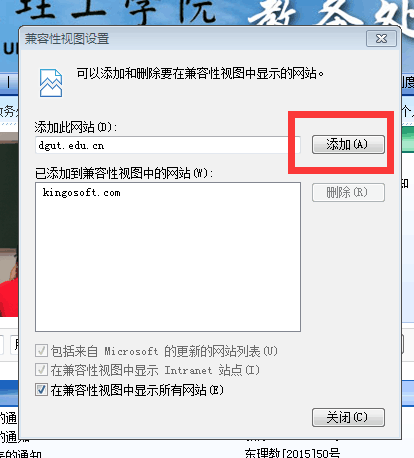 理工学院 教务处
兼容性视图设置
可以添加和删除要在兼容性视图中显示的网站。
添加此网站(D):
dgut.edu.cn
添加(A)
已添加到兼容性视图中的网站(W):
kingosoft.com
删除(R)
包括来自 Microsoft 的更新的网站列表(U)
在兼容性视图中显示 Intranet 站点(I)
在兼容性视图中显示所有网站(E)
关闭(C)
的通知
东理教[2015]50号